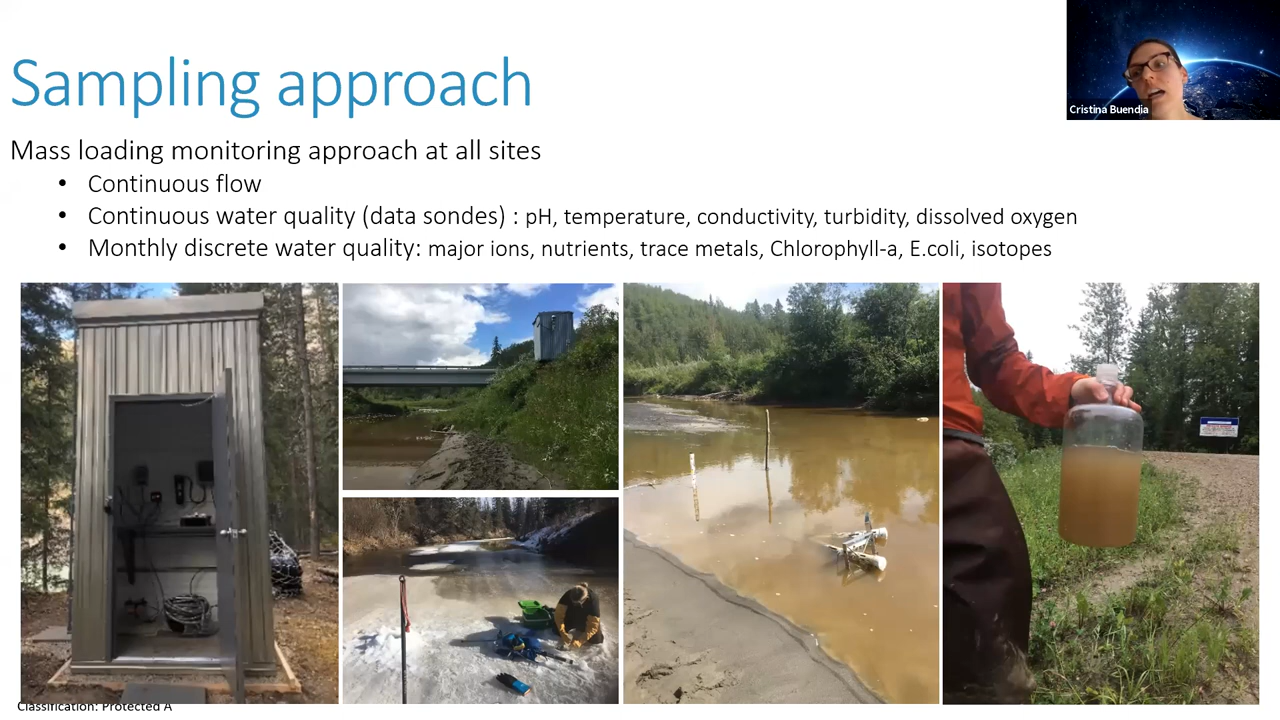 Sampling approach
Cristina Buendia
Mass loading monitoring approach at all sites
• Continuous flow
• Continuous water quality (data sondes) : pH, temperature, conductivity, turbidity, dissolved oxygen
• Monthly discrete water quality: major ions, nutrients, trace metals, Chlorophyll-a, E.coli, isotopes
Classification: Protected A